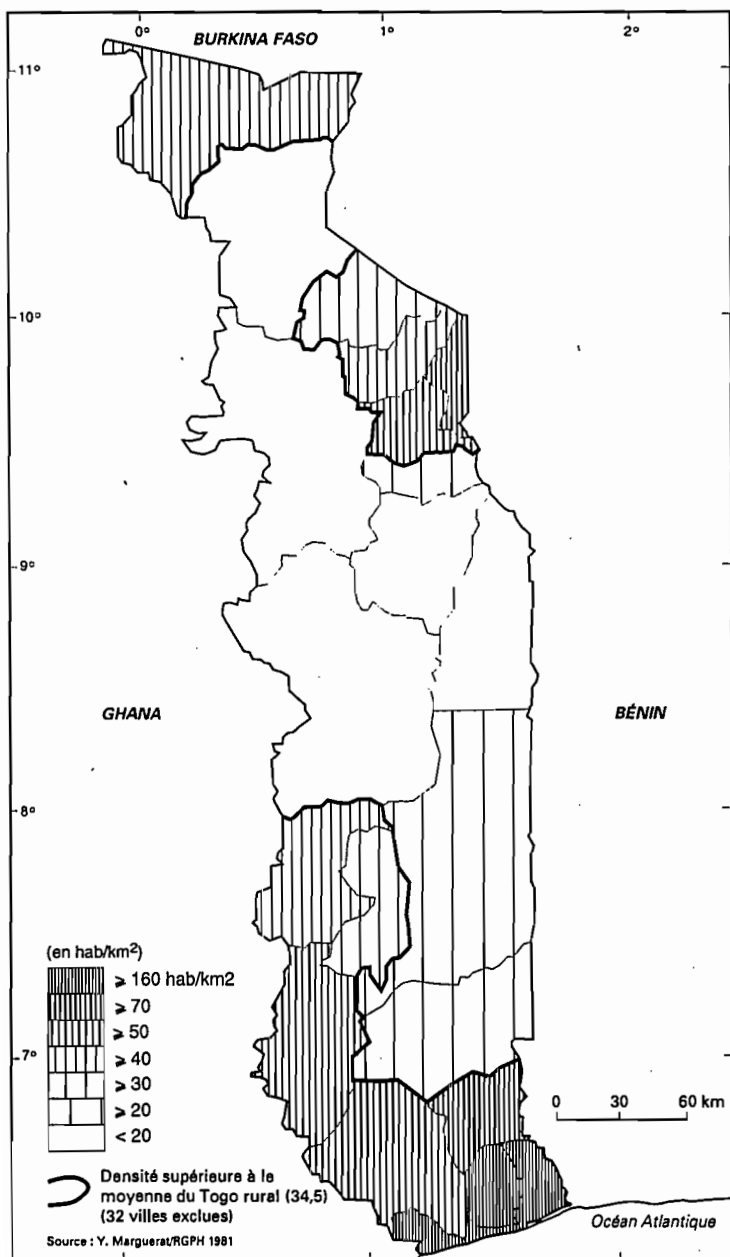 0° 1° 2°
BURKINA FASO
11°
10°
9°
GHANA
BÉNIN
8°
(en hab/km²)
⩾ 160 hab/km2
⩾ 70
⩾ 50
⩾ 40
⩾ 30
⩾ 20
< 20
7°
0 30 60 km
Densité supérieure à le
moyenne du Togo rural (34,5)
(32 villes exclues)
Océan Atlantique
Source : Y. Marguerat/RGPH 1981